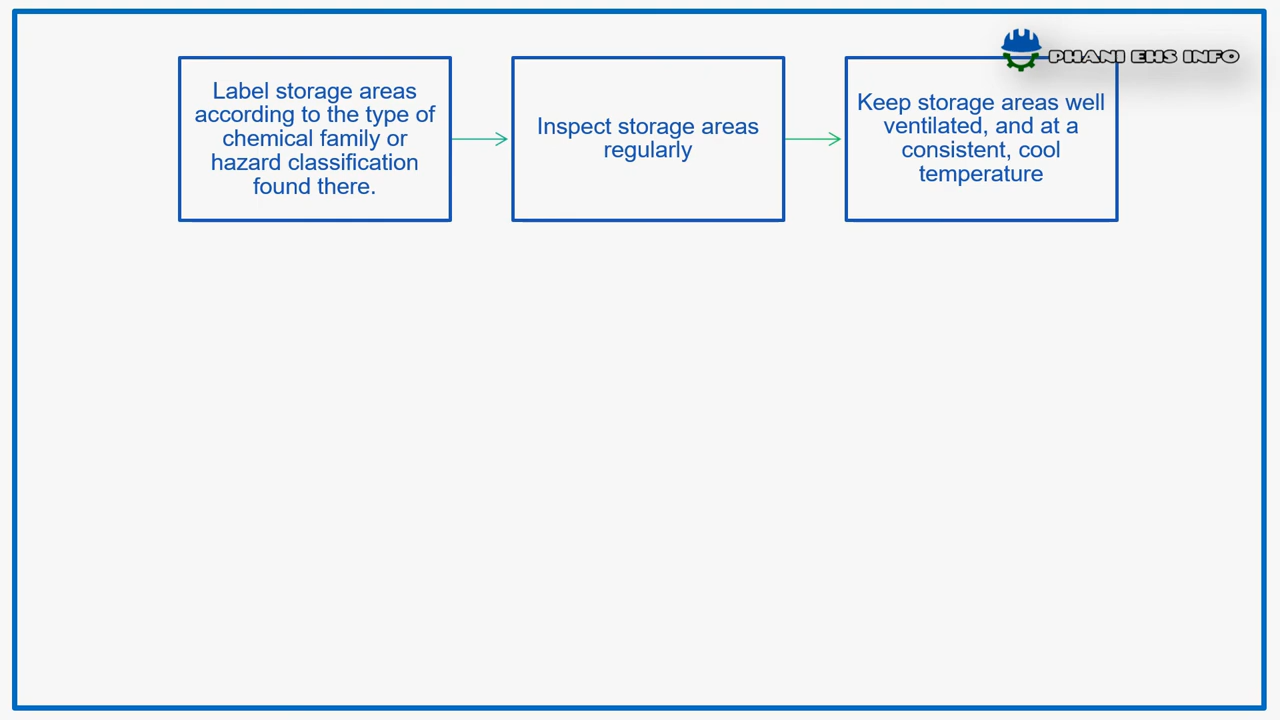 PHANI EHS INFO
Label storage areas
according to the type of
chemical family or
hazard classification
found there.
Inspect storage areas
regularly
Keep storage areas well
ventilated, and at a
consistent, cool
temperature